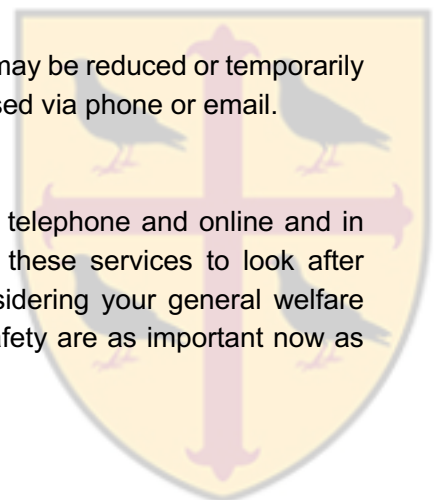 may be reduced or temporarily
sed via phone or email.
telephone and online and in
these services to look after
sidering your general welfare
afety are as important now as